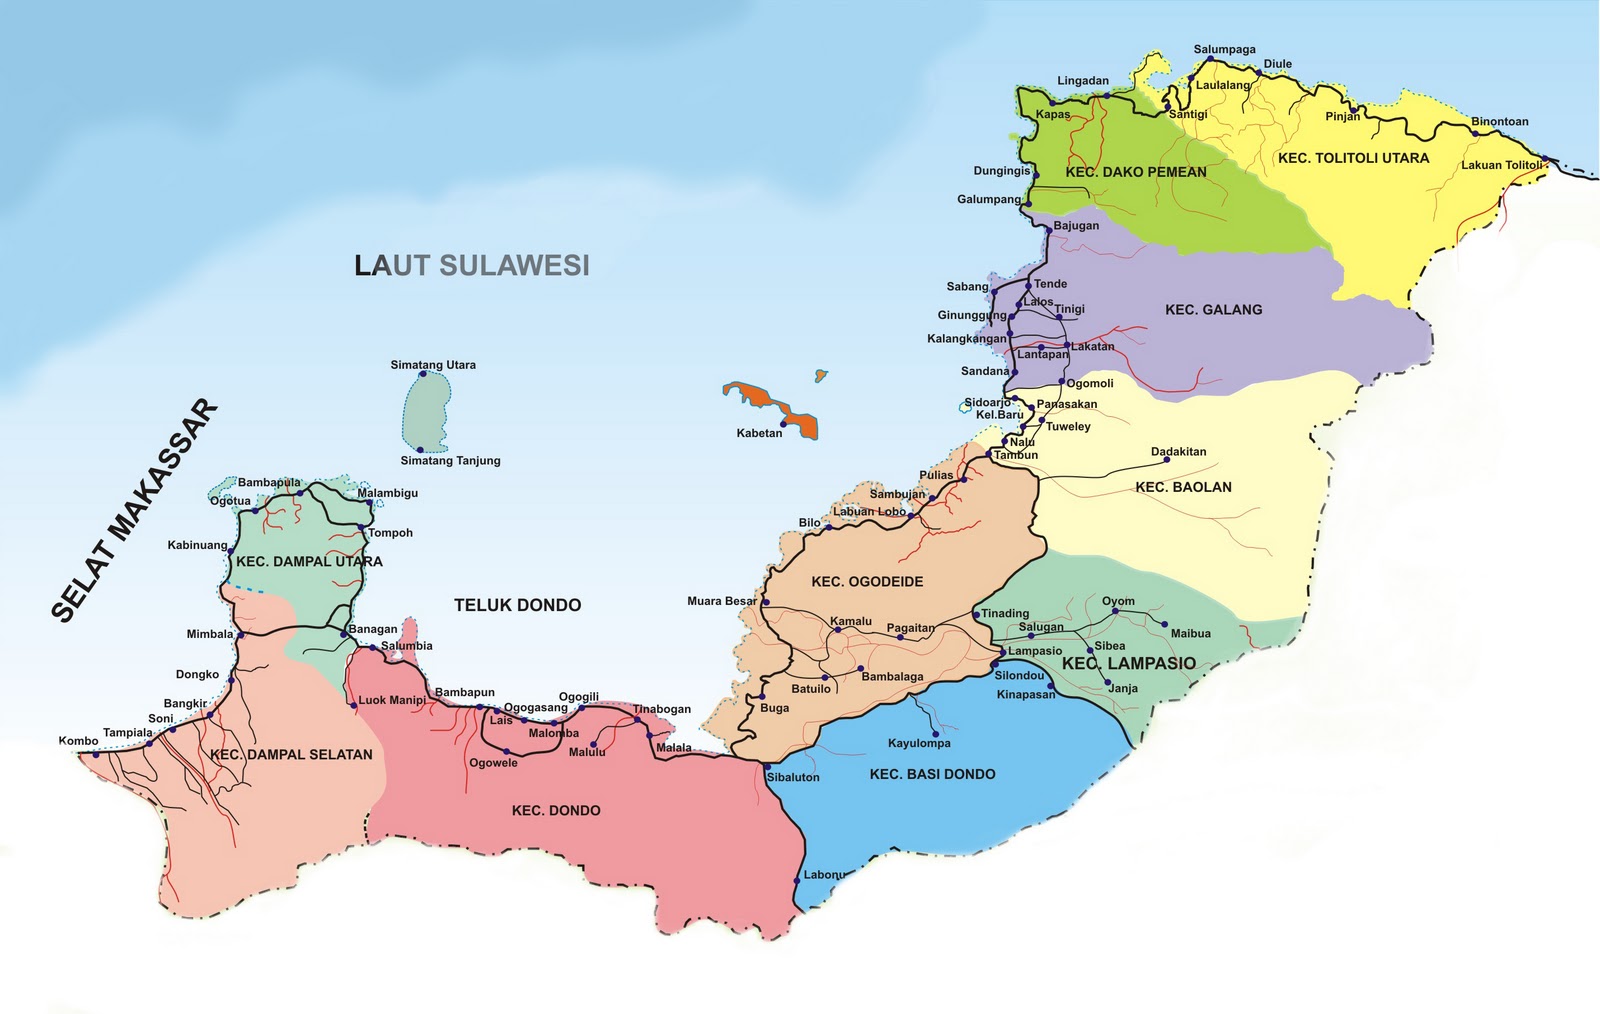 Salumpaga
Diule
Lingadan
Laulalang
Kapas
Santigi
Pinjan
Binontoan
KEC. TOLITOLI UTARA
Lakuan Tolitoli
Dungingis
KEC. DAKO PEMEAN
Galumpang
Bajugan
LAUT SULAWESI
Sabang
Tende
Lalos
Tinigi
KEC. GALANG
Ginunggung
Kalangkangan
Lakatan
Lantapan
Simatang Utara
Sandana
Ogomoli
Sidoarjo
Panasakan
Kel.Baru
Tuweley
Kabetan
Nalu
Tambun
Dadakitan
Simatang Tanjung
SELAT MAKASSAR
Pulias
KEC. BAOLAN
Bambapula
Malambigu
Ogotua
Sambujan
Labuan Lobo
Bilo
Tompoh
Kabinuang
KEC. DAMPAL UTARA
KEC. OGODEIDE
TELUK DONDO
Muara Besar
Oyom
Tinading
Kamalu
Pagaitan
Salugan
Maibua
Mimbala
Banagan
Salumbia
Sibea
Lampasio
KEC. LAMPASIO
Dongko
Bambalaga
Silondou
Batuilo
Kinapasan
Janja
Bambapun
Ogogili
Luok Manipi
Bangkir
Ogogasang
Tinabogan
Buga
Soni
Lais
Tampiala
Malomba
Kombo
Malulu
Malala
Kayulompa
KEC. DAMPAL SELATAN
Ogowele
Sibaluton
KEC. BASI DONDO
KEC. DONDO
Labonu